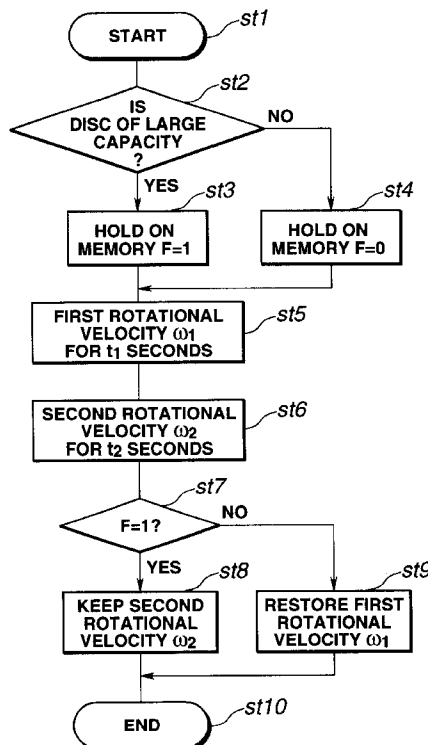 START
st1
st2
IS
DISC OF LARGE
CAPACITY
?
NO
YES
st3
st4
HOLD ON
MEMORY F=1
HOLD ON
MEMORY F=0
FIRST ROTATIONAL
VELOCITY ω1
FOR t1 SECONDS
st5
SECOND ROTATIONAL
VELOCITY ω2
FOR t2 SECONDS
st6
st7
F=1?
NO
YES
st8
st9
KEEP SECOND
ROTATIONAL
VELOCITY ω2
RESTORE FIRST
ROTATIONAL
VELOCITY ω1
END
st10